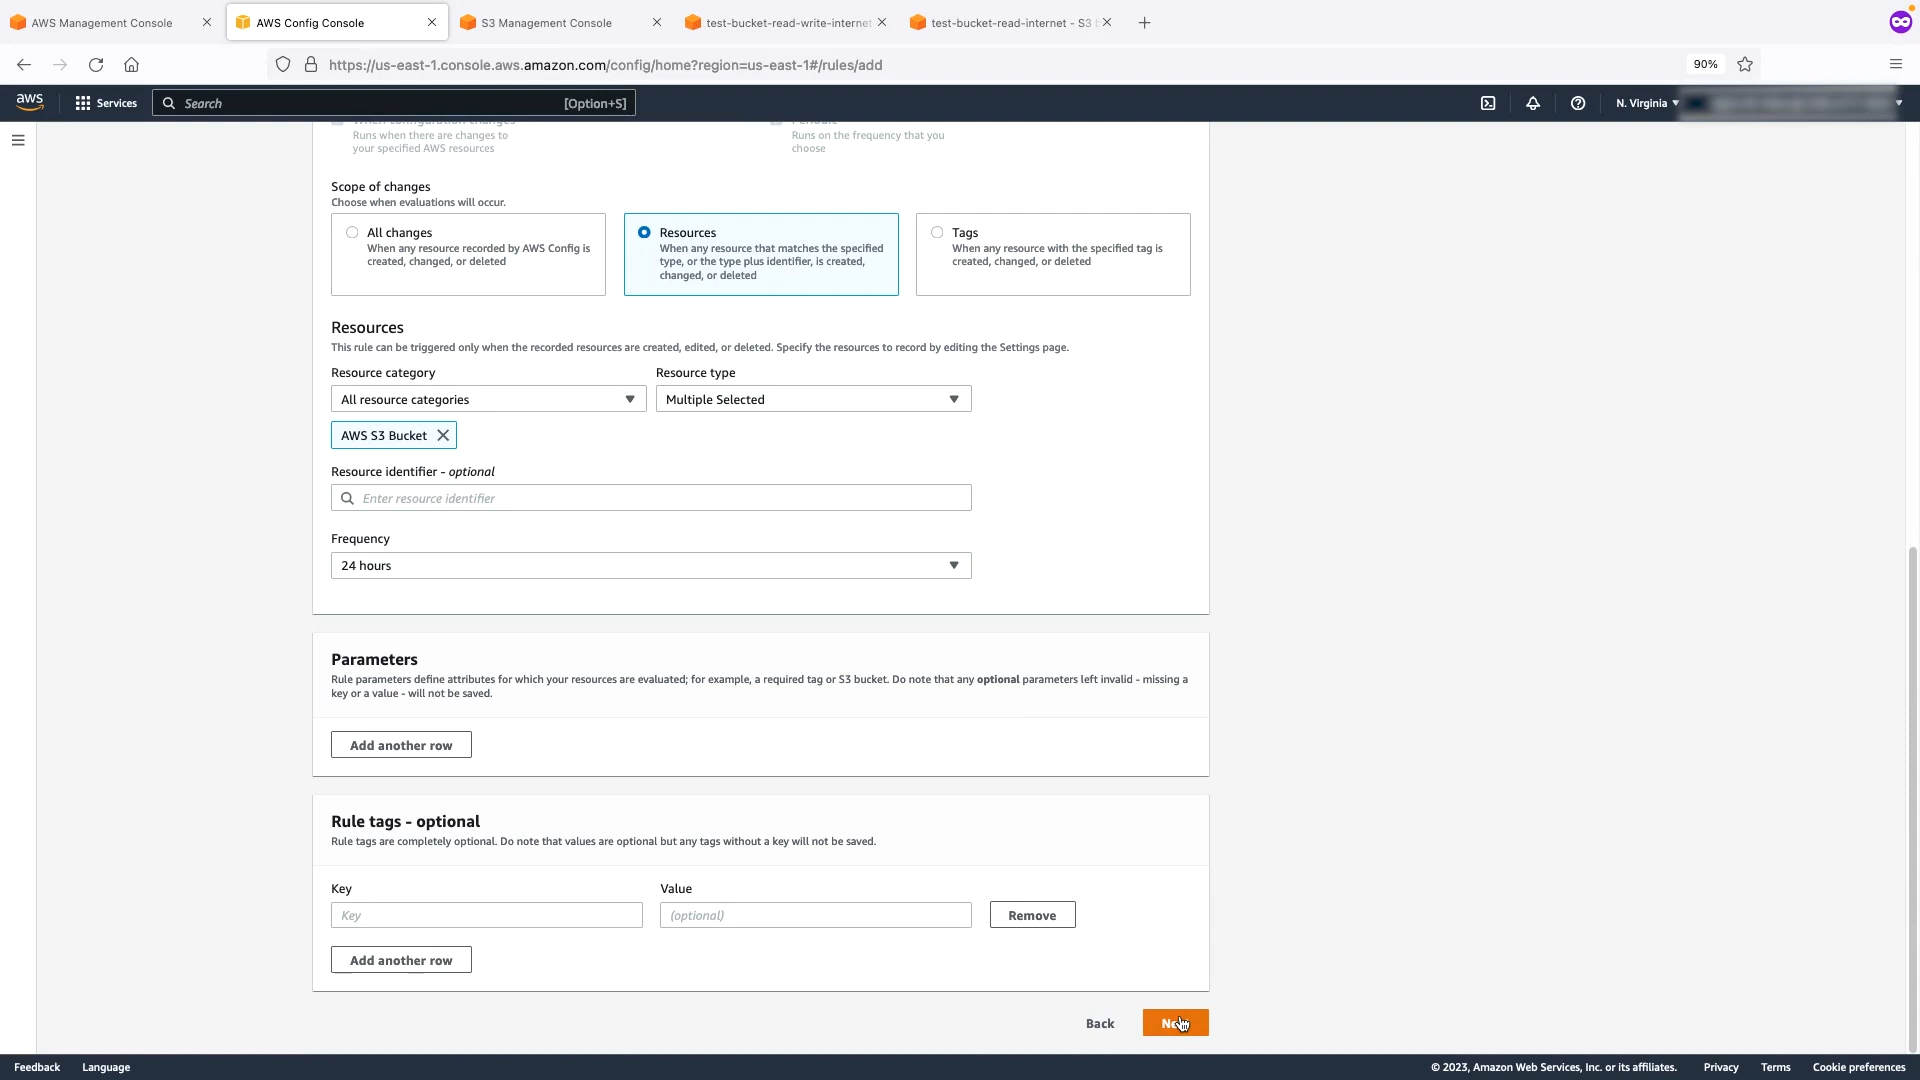 AWS Management Console
AWS Config Console
S3 Management Console
test-bucket-read-write-internet
test-bucket-read-internet - S3
https://us-east-1.console.aws.amazon.com/config/home?region=us-east-1#/rules/add
90%
aws
Services
Search
[Option+S]
N. Virginia
When configuration changes
Periodic
Runs when there are changes to
your specified AWS resources
Runs on the frequency that you
choose
Scope of changes
Choose when evaluations will occur.
All changes
When any resource recorded by AWS Config is
created, changed, or deleted
Resources
When any resource that matches the specified
type, or the type plus identifier, is created,
changed, or deleted
Tags
When any resource with the specified tag is
created, changed, or deleted
Resources
This rule can be triggered only when the recorded resources are created, edited, or deleted. Specify the resources to record by editing the Settings page.
Resource category
Resource type
All resource categories
Multiple Selected
AWS S3 Bucket
Resource identifier - optional
Enter resource identifier
Frequency
24 hours
Parameters
Rule parameters define attributes for which your resources are evaluated; for example, a required tag or S3 bucket. Do note that any optional parameters left invalid - missing a
key or a value - will not be saved.
Add another row
Rule tags - optional
Rule tags are completely optional. Do note that values are optional but any tags without a key will not be saved.
Key
Value
Key
(optional)
Remove
Add another row
Back
Feedback
Language
© 2023, Amazon Web Services, Inc. or its affiliates.
Privacy
Terms
Cookie preferences